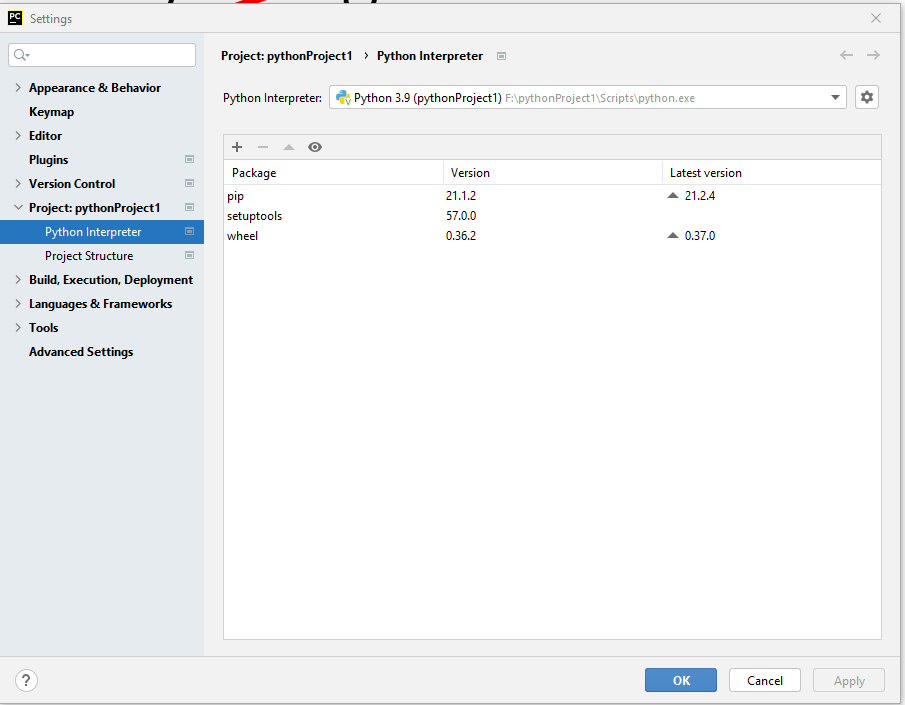 PC Settings
Project: pythonProject1 › Python Interpreter
Appearance & Behavior
Keymap
Editor
Plugins
Version Control
Project: pythonProject1
Python Interpreter
Project Structure
Build, Execution, Deployment
Languages & Frameworks
Tools
Advanced Settings
Python Interpreter: Python 3.9 (pythonProject1) F:\pythonProject1\Scripts\python.exe
Package Version Latest version
pip 21.1.2 21.2.4
setuptools 57.0.0
wheel 0.36.2 0.37.0
? OK Cancel Apply